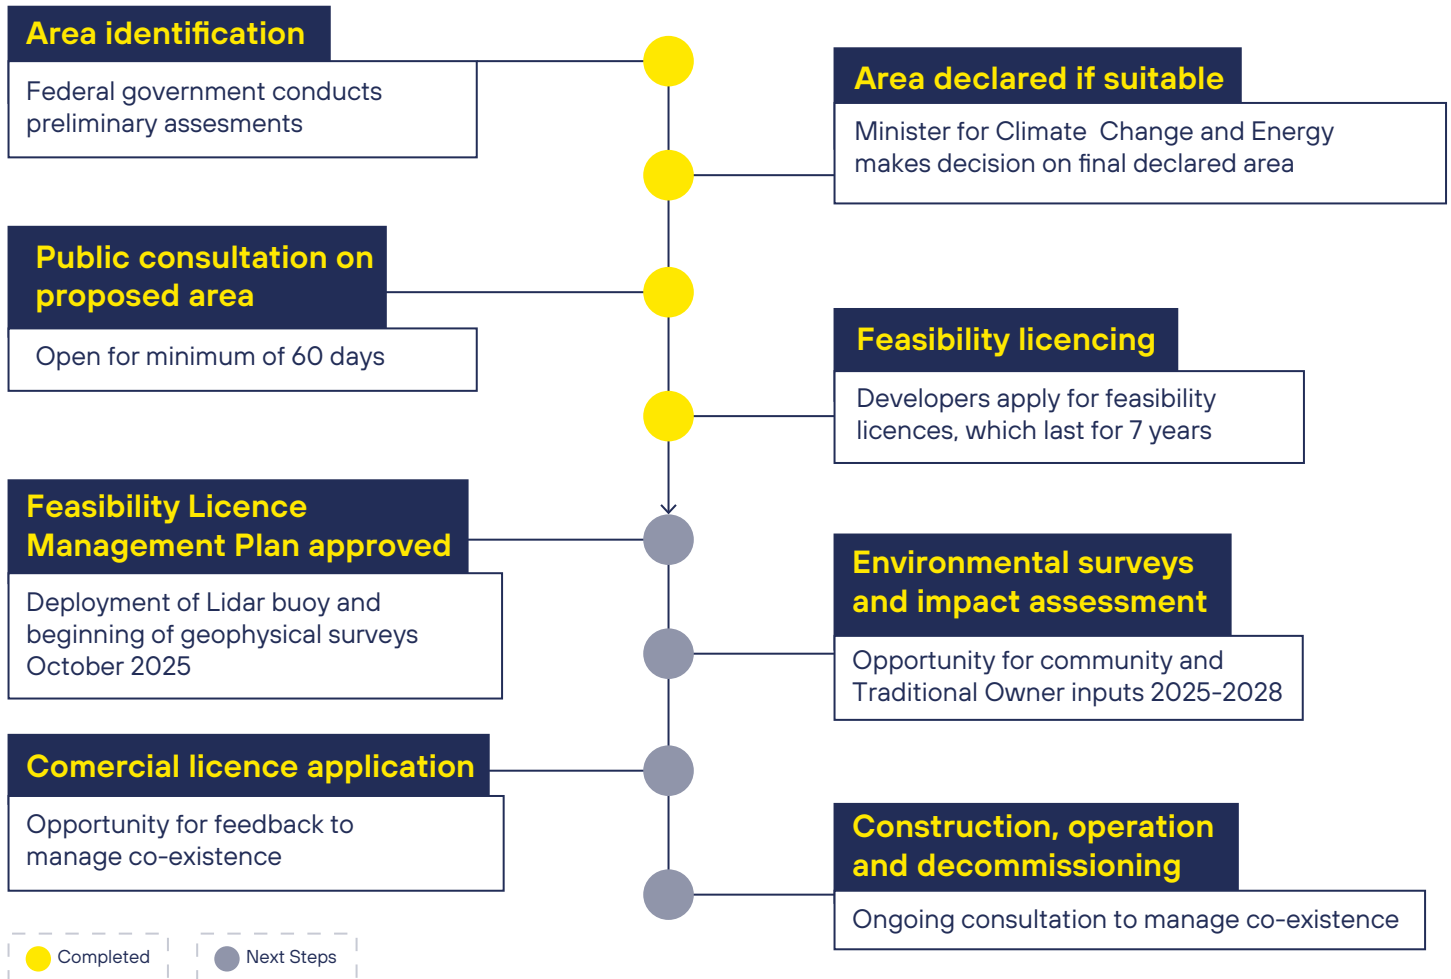 Area identification
Federal government conducts
preliminary assesments
Area declared if suitable
Minister for Climate  Change and Energy
makes decision on final declared area
Public consultation on
proposed area
Open for minimum of 60 days
Feasibility licencing
Developers apply for feasibility
licences, which last for 7 years
Feasibility Licence
Management Plan approved
Deployment of Lidar buoy and
beginning of geophysical surveys
October 2025
Environmental surveys
and impact assessment
Opportunity for community and
Traditional Owner inputs 2025-2028
Comercial licence application
Opportunity for feedback to
manage co-existence
Construction, operation
and decommissioning
Ongoing consultation to manage co-existence
Completed
Next Steps